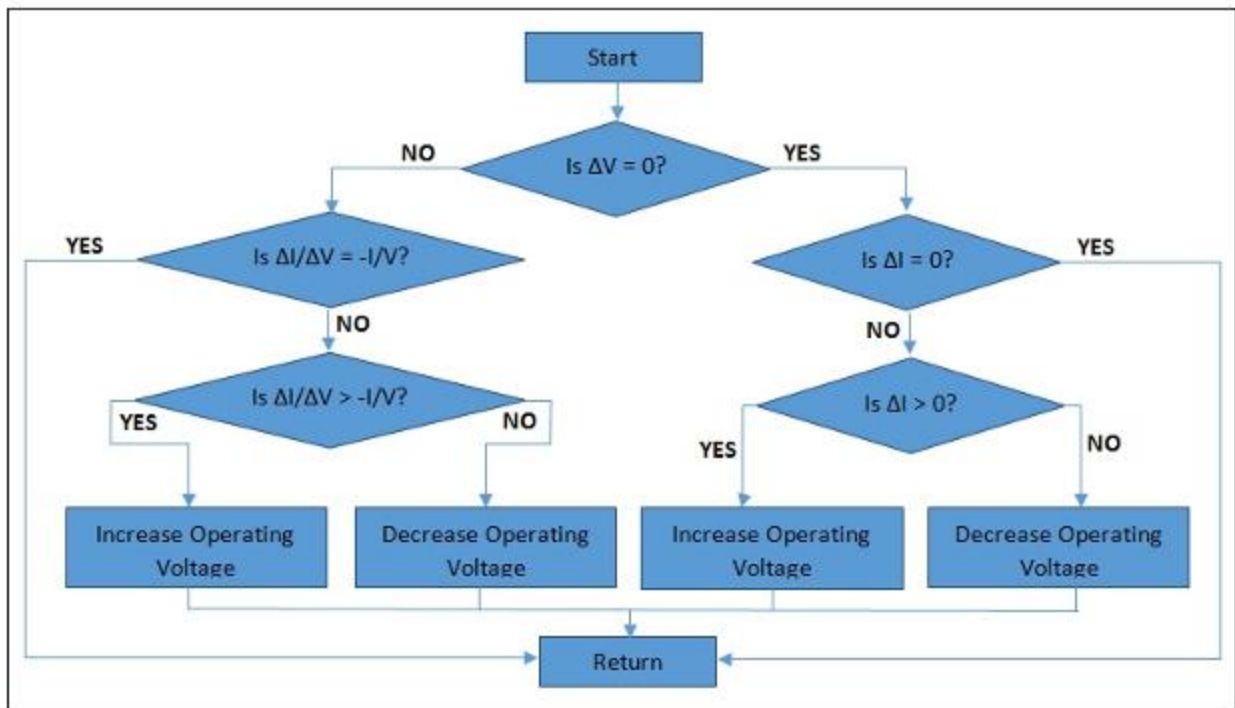 Start
Is ΔV = 0?
NO
YES
Is ΔI/ΔV = -I/V?
YES
NO
Is ΔI = 0?
YES
NO
Is ΔI/ΔV > -I/V?
YES
NO
Is ΔI > 0?
YES
NO
Increase Operating
Voltage
Decrease Operating
Voltage
Increase Operating
Voltage
Decrease Operating
Voltage
Return